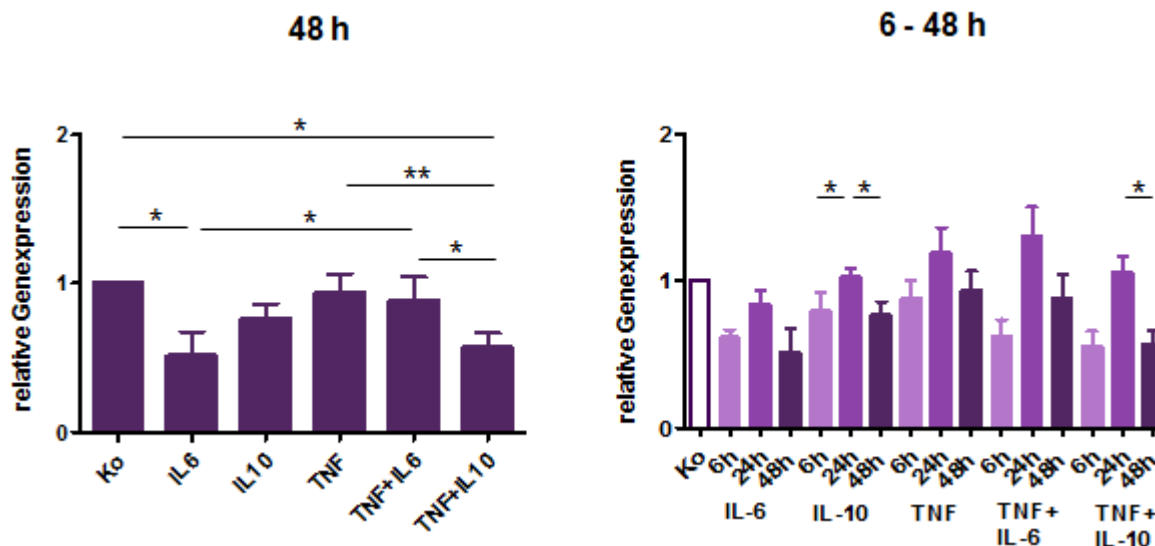 48 h
relative Genexpression
2
1
0
*
**
*
*
*
Ko
IL6
IL10
TNF
TNF+IL6
TNF+IL10
6 - 48 h
relative Genexpression
2
1
0
*
*
*
Ko
6h
24h
48h
6h
24h
48h
6h
24h
48h
6h
24h
48h
6h
24h
48h
IL-6
IL-10
TNF
TNF+
IL-6
TNF+
IL-10